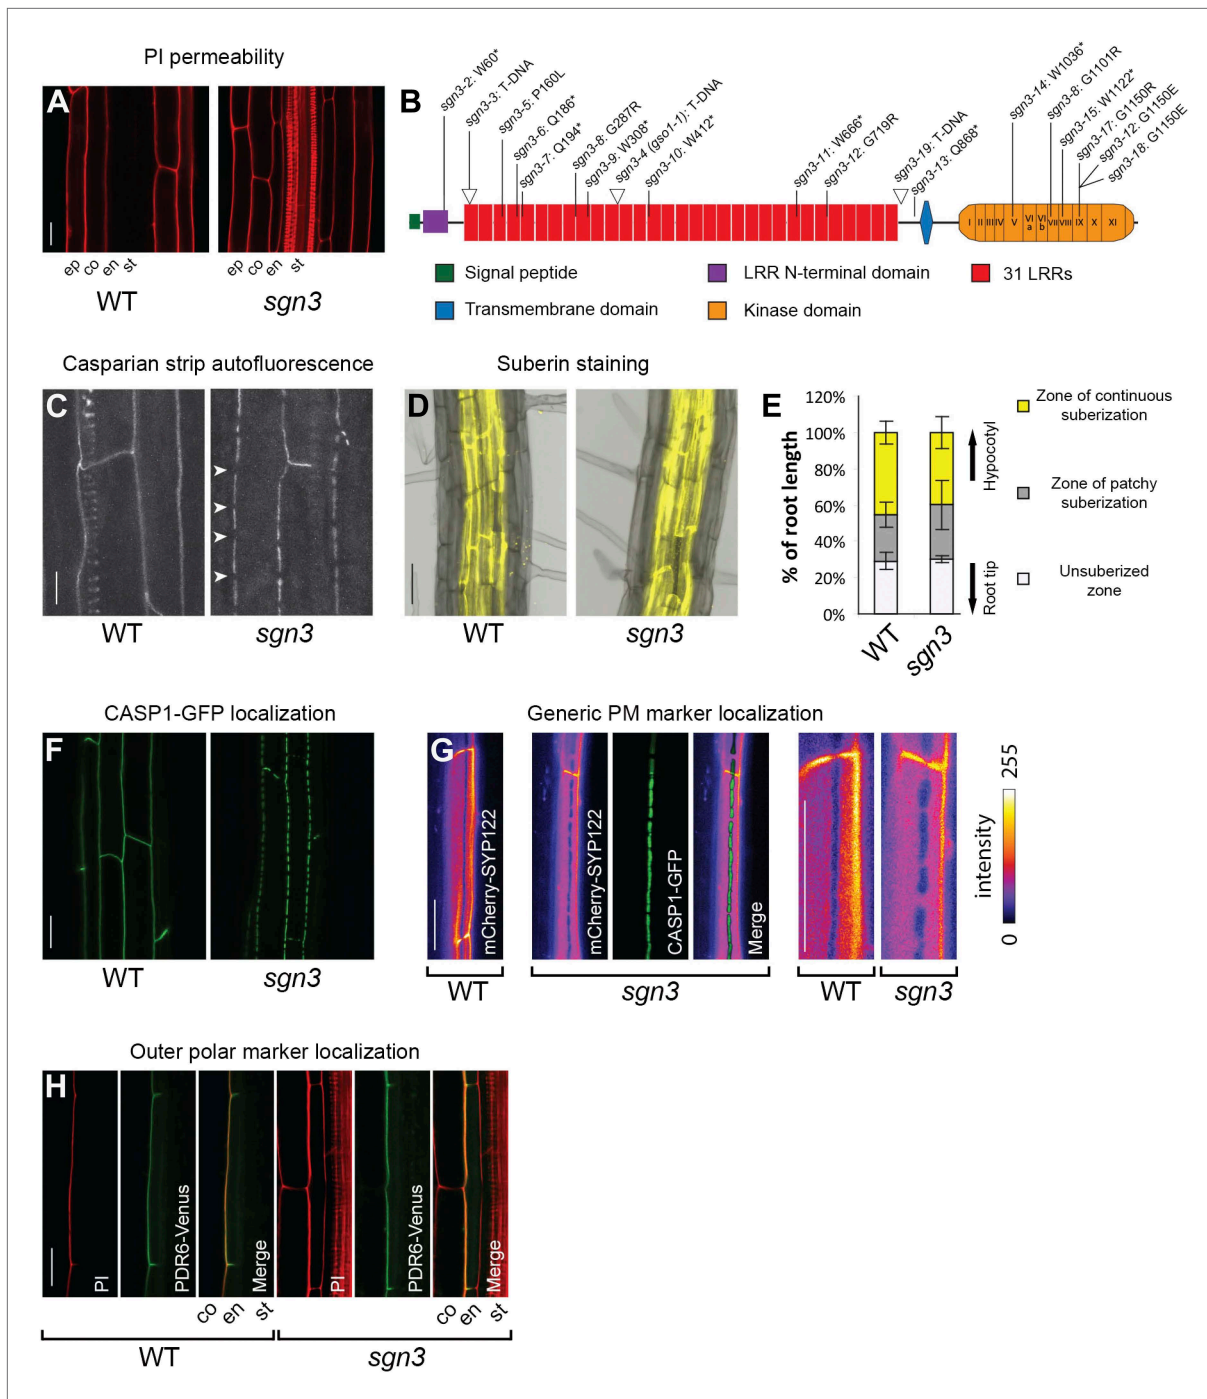 PI permeability
A
ep co en st
ep co en st
WT
sgn3
B
sgn3-2: W60*
sgn3-3: T-DNA
sgn3-5: P160L
sgn3-6: Q186*
sgn3-7: Q194*
sgn3-8: G287R
sgn3-9: W308*
sgn3-4 (gso1-1): T-DNA
sgn3-10: W412*
sgn3-11: W666*
sgn3-12: G719R
sgn3-19: T-DNA
sgn3-13: Q868*
sgn3-14: W1036*
sgn3-8: G1101R
sgn3-15: W1122*
sgn3-17: G1150R
sgn3-12: G1150E
sgn3-18: G1150E
I II III IV V VI a VI b VII VIII IX X XI
Signal peptide
LRR N-terminal domain
31 LRRs
Transmembrane domain
Kinase domain
Casparian strip autofluorescence
C
WT
sgn3
Suberin staining
D
WT
sgn3
E
120%
100%
80%
60%
40%
20%
0%
% of root length
WT
sgn3
Hypocotyl
Root tip
Zone of continuous
suberization
Zone of patchy
suberization
Unsuberized
zone
CASP1-GFP localization
F
WT
sgn3
Generic PM marker localization
G
mCherry-SYP122
mCherry-SYP122
CASP1-GFP
Merge
WT
sgn3
WT
sgn3
0 255
intensity
Outer polar marker localization
H
PI
PDR6-Venus
Merge
PI
PDR6-Venus
Merge
co en st
co en st
WT
sgn3